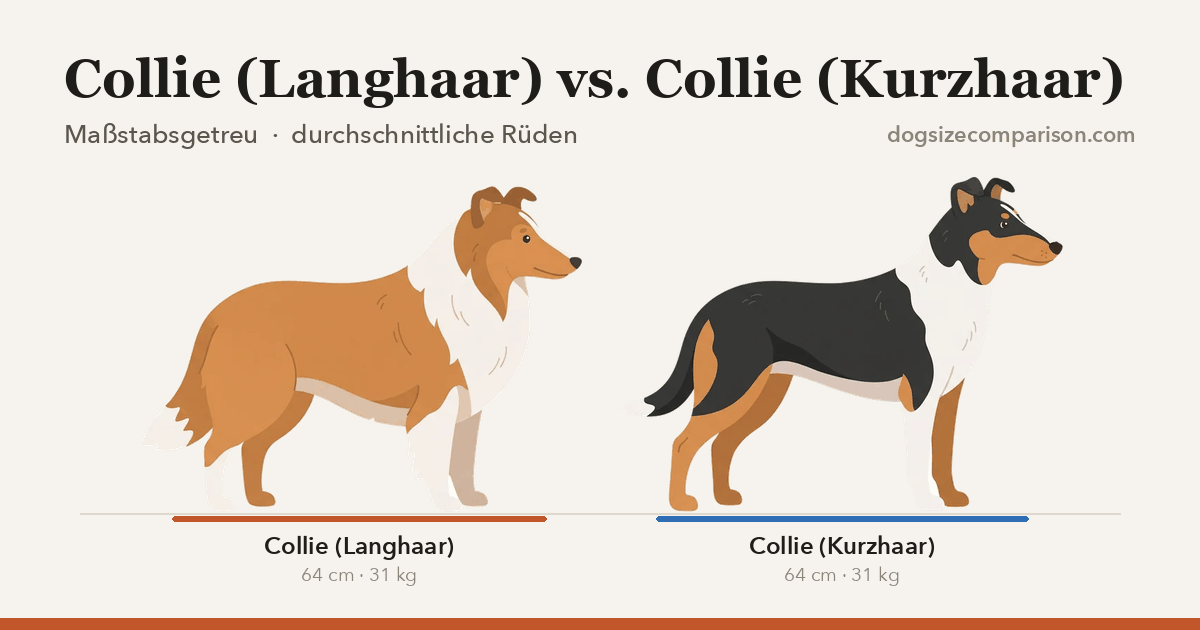 Collie (Langhaar) vs. Collie (Kurzhaar)
Maßstabsgetreu · durchschnittliche Rüden
dogsizecomparison.com
Collie (Langhaar)
64 cm · 31 kg
Collie (Kurzhaar)
64 cm · 31 kg